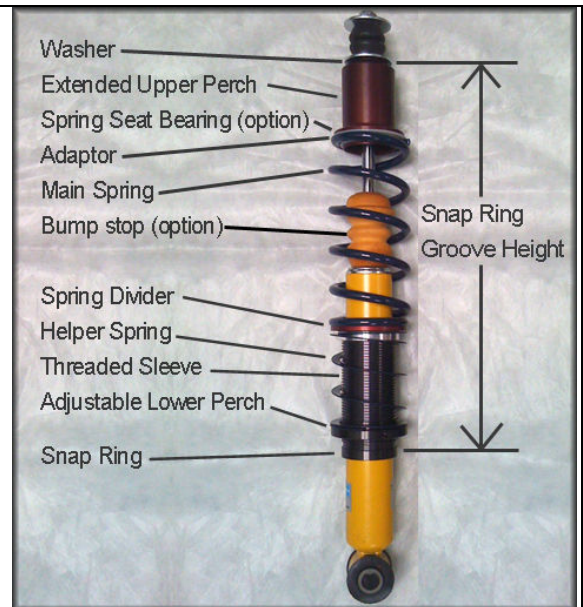 Washer
Extended Upper Perch
Spring Seat Bearing (option)
Adaptor
Main Spring
Bump stop (option)
Snap Ring
Groove Height
Spring Divider
Helper Spring
Threaded Sleeve
Adjustable Lower Perch
Snap Ring